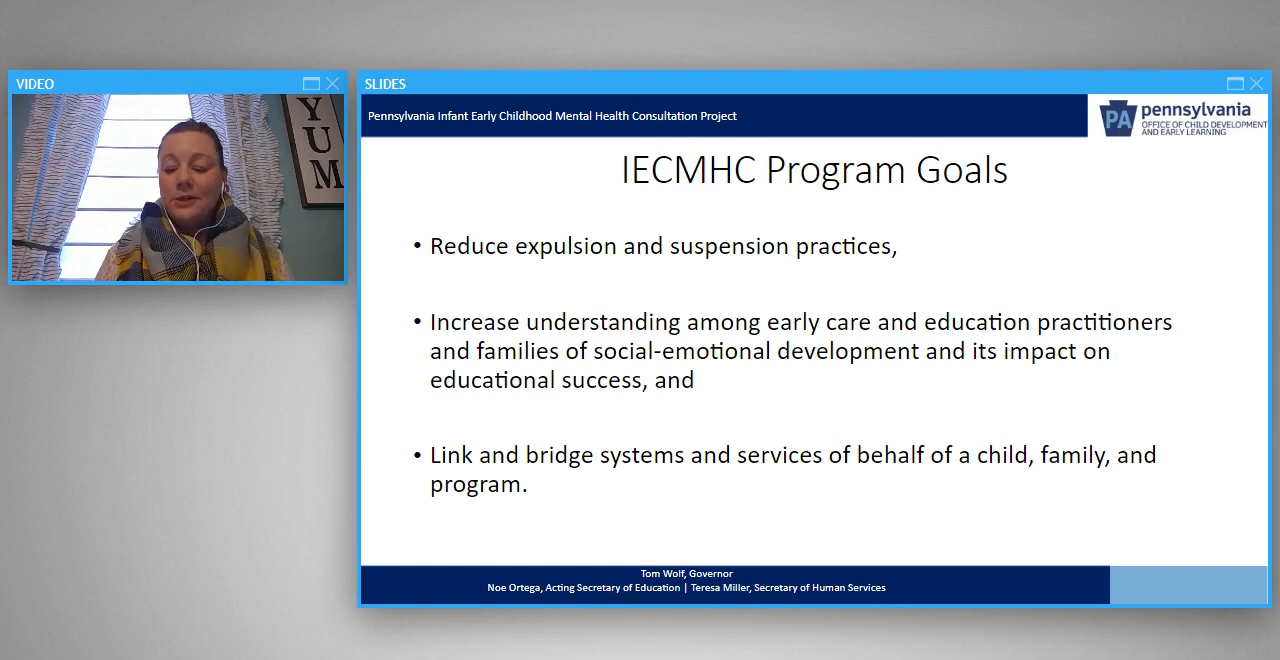 VIDEO
YUM
SLIDES
Pennsylvania Infant Early Childhood Mental Health Consultation Project
PA
pennsylvania
OFFICE OF CHILD DEVELOPMENT
AND EARLY LEARNING
IECMHC Program Goals
• Reduce expulsion and suspension practices,
• Increase understanding among early care and education practitioners
and families of social-emotional development and its impact on
educational success, and
• Link and bridge systems and services of behalf of a child, family, and
program.
Tom Wolf, Governor
Noe Ortega, Acting Secretary of Education | Teresa Miller, Secretary of Human Services